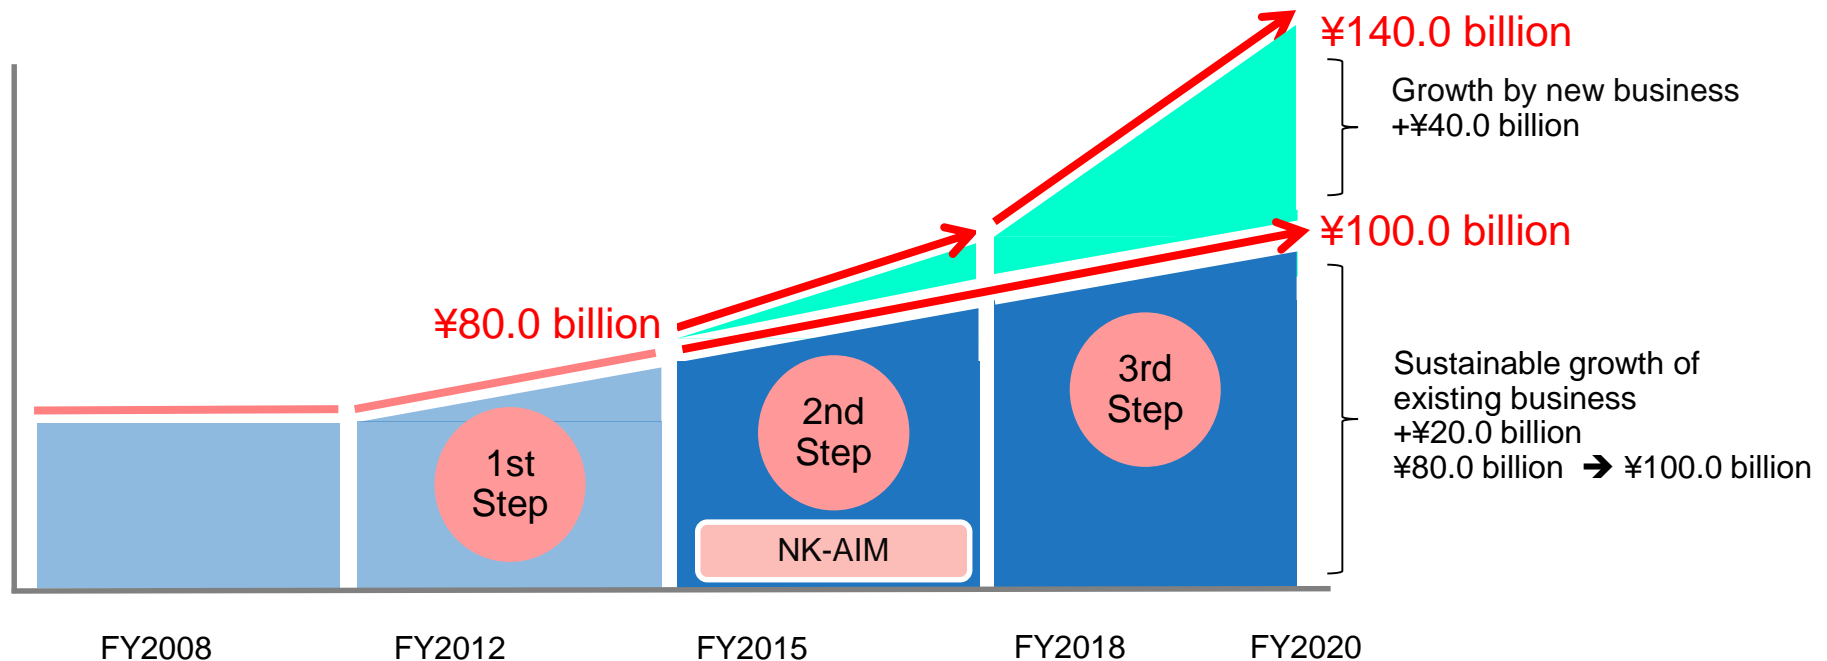 ¥140.0 billion
Growth by new business
+¥40.0 billion
¥100.0 billion
¥80.0 billion
Sustainable growth of
existing business
+¥20.0 billion
¥80.0 billion ➔ ¥100.0 billion
1st
Step
2nd
Step
3rd
Step
NK-AIM
FY2008
FY2012
FY2015
FY2018
FY2020